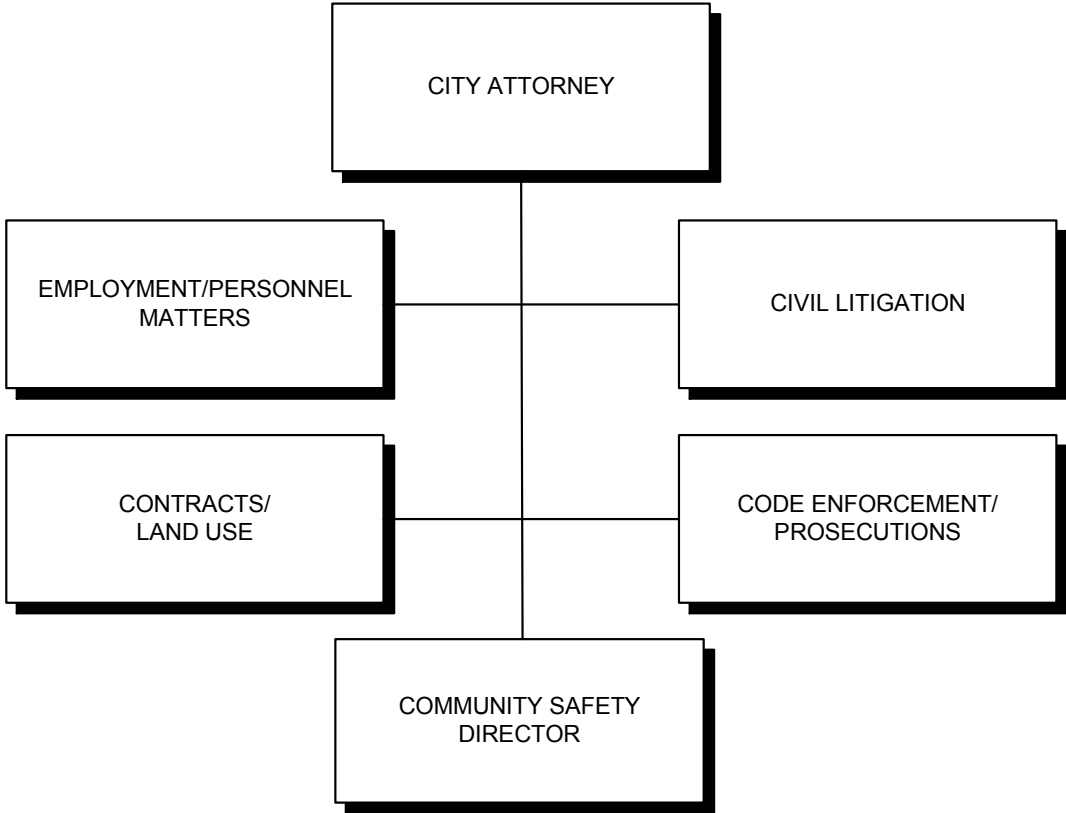 CITY ATTORNEY
EMPLOYMENT/PERSONNEL
MATTERS
CIVIL LITIGATION
CONTRACTS/
LAND USE
CODE ENFORCEMENT/
PROSECUTIONS
COMMUNITY SAFETY
DIRECTOR